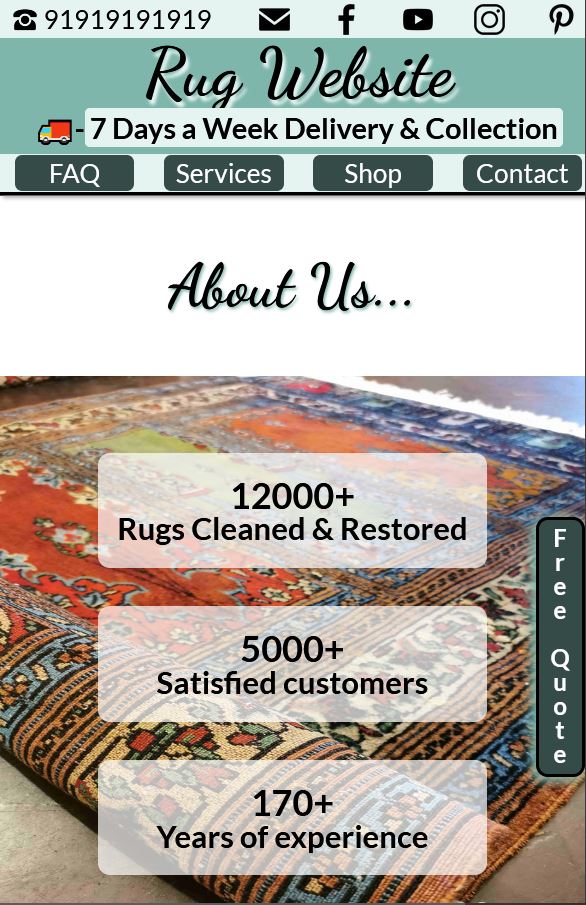 91919191919
Rug Website
- 7 Days a Week Delivery & Collection
FAQ Services Shop Contact
About Us...
12000+
Rugs Cleaned & Restored
5000+
Satisfied customers
170+
Years of experience
Free Quote